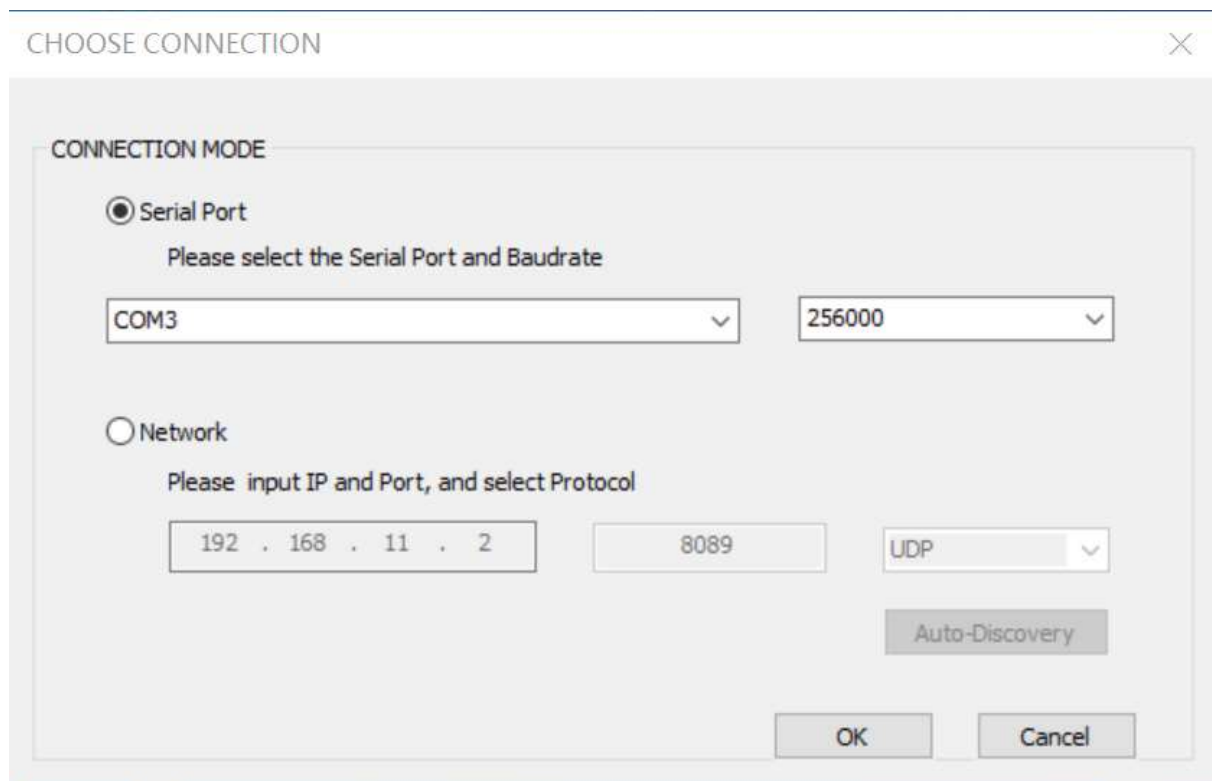 CHOOSE CONNECTION
CONNECTION MODE
Serial Port
Please select the Serial Port and Baudrate
COM3 256000
Network
Please input IP and Port, and select Protocol
192 . 168 . 11 . 2 8089 UDP
Auto-Discovery
OK Cancel